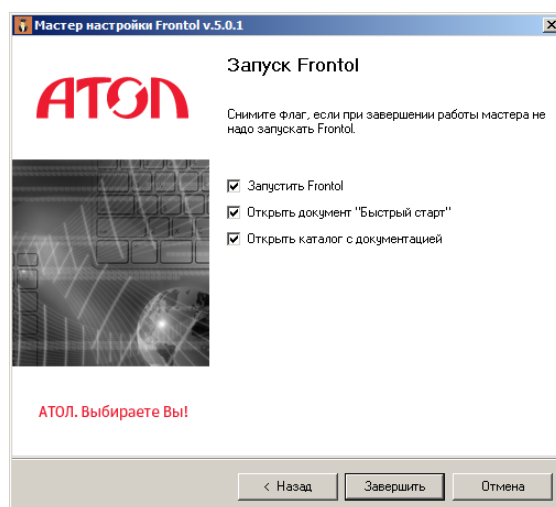 Мастер настройки Frontol v.5.0.1
АТОЛ
Запуск Frontol
Снимите флаг, если при завершении работы мастера не
надо запускать Frontol.
Запустить Frontol
Открыть документ "Быстрый старт"
Открыть каталог с документацией
АТОЛ. Выбираете Вы!
< Назад
Завершить
Отмена